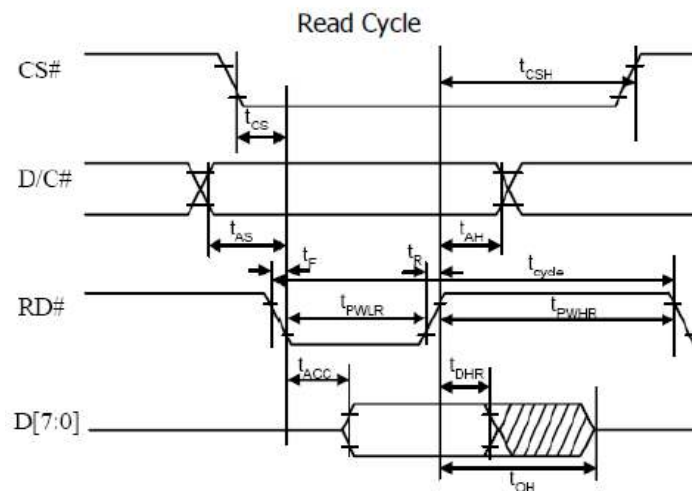 Read Cycle
CS#
tCSH
tCS
D/C#
tAS
tAH
tF
tR
tcycle
RD#
tPWLR
tPWHR
tACC
tDHR
D[7:0]
tOH